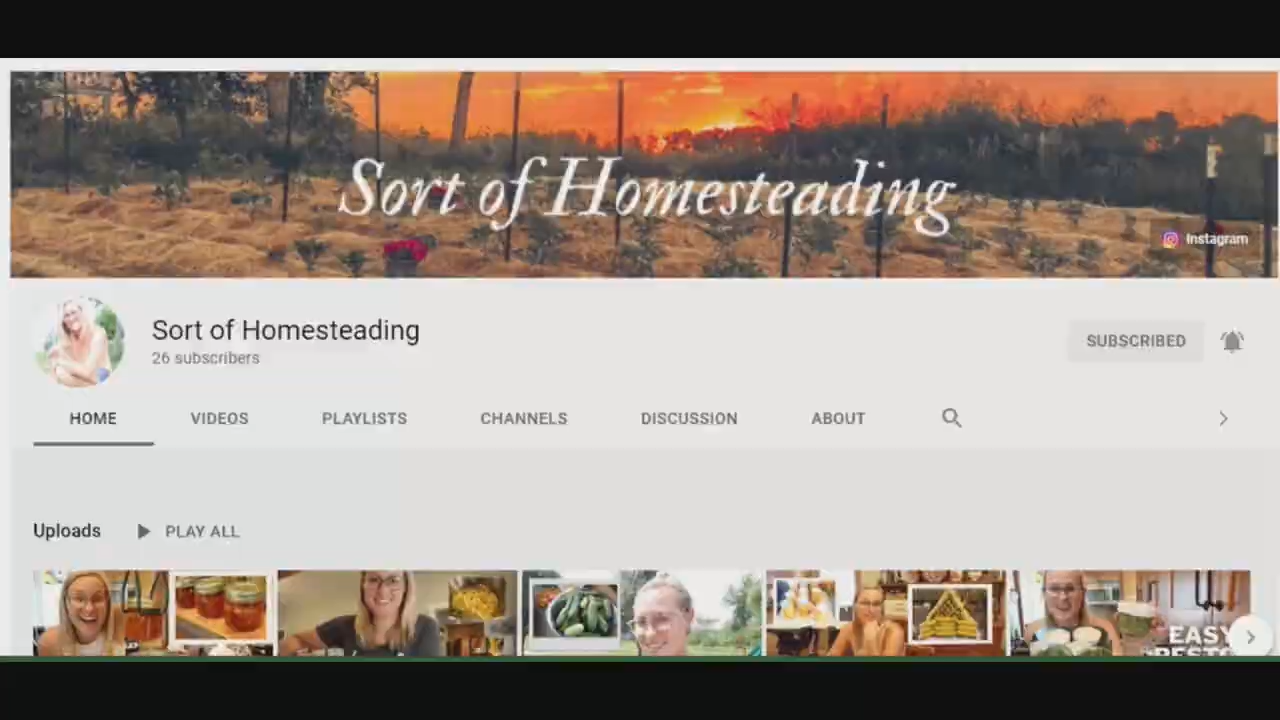 Sort of Homesteading
Instagram
Sort of Homesteading
26 subscribers
SUBSCRIBED
HOME
VIDEOS
PLAYLISTS
CHANNELS
DISCUSSION
ABOUT
Uploads
PLAY ALL
EASY
PESTO